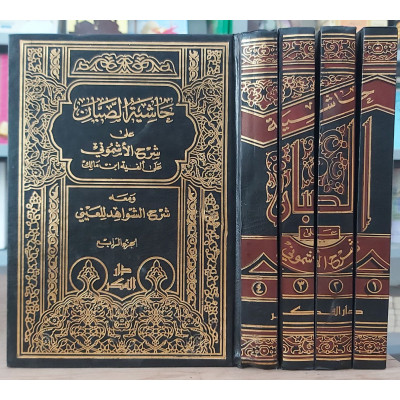 حاشية الصبان
على
شرح الأشموني
على ألفية ابن مالك
ومعه
شرح الشواهد للعيني
الجزء الرابع
دار
الفكر
حاشية
الصبان
على
شرح الأشموني
٤ ٣ ٢ ١
دار الفكر